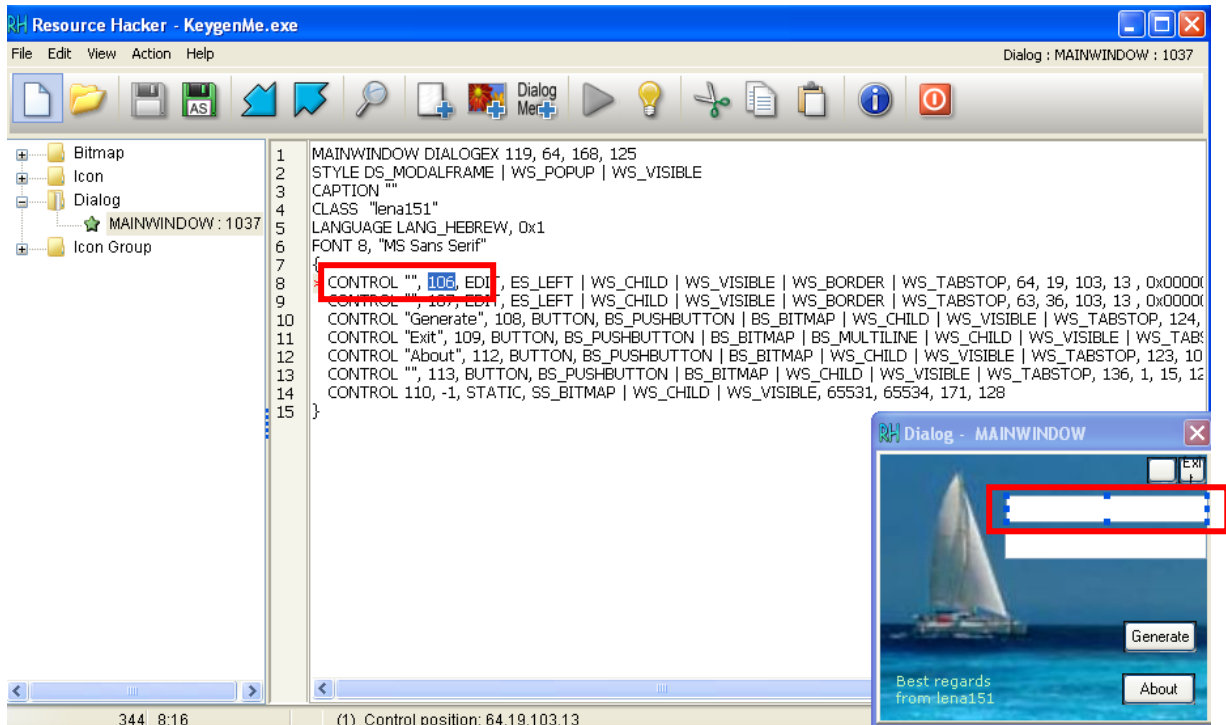 Resource Hacker - KeygenMe.exe
File Edit View Action Help
Dialog : MAINWINDOW : 1037
AS
Dialog
Mer
Bitmap
Icon
Dialog
MAINWINDOW : 1037
Icon Group
1 MAINWINDOW DIALOGEX 119, 64, 168, 125
2 STYLE DS_MODALFRAME | WS_POPUP | WS_VISIBLE
3 CAPTION ""
4 CLASS "lena151"
5 LANGUAGE LANG_HEBREW, 0x1
6 FONT 8, "MS Sans Serif"
7 {
8 CONTROL "", 106, EDIT, ES_LEFT | WS_CHILD | WS_VISIBLE | WS_BORDER | WS_TABSTOP, 64, 19, 103, 13 , 0x00000
9 CONTROL "", 107, EDIT, ES_LEFT | WS_CHILD | WS_VISIBLE | WS_BORDER | WS_TABSTOP, 63, 36, 103, 13 , 0x00000
10 CONTROL "Generate", 108, BUTTON, BS_PUSHBUTTON | BS_BITMAP | WS_CHILD | WS_VISIBLE | WS_TABSTOP, 124,
11 CONTROL "Exit", 109, BUTTON, BS_PUSHBUTTON | BS_BITMAP | BS_MULTILINE | WS_CHILD | WS_VISIBLE | WS_TABS
12 CONTROL "About", 112, BUTTON, BS_PUSHBUTTON | BS_BITMAP | WS_CHILD | WS_VISIBLE | WS_TABSTOP, 123, 10
13 CONTROL "", 113, BUTTON, BS_PUSHBUTTON | BS_BITMAP | WS_CHILD | WS_VISIBLE | WS_TABSTOP, 136, 1, 15, 12
14 CONTROL 110, -1, STATIC, SS_BITMAP | WS_CHILD | WS_VISIBLE, 65531, 65534, 171, 128
15 }
RH Dialog - MAINWINDOW
Exi
t
Generate
Best regards
from lena151
About
344 8:16 (1) Control position: 64,19,103,13